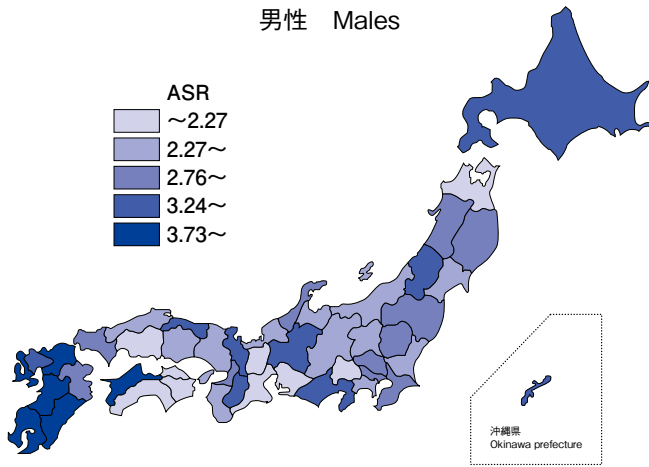 男性　Males
ASR
～2.27
2.27～
2.76～
3.24～
3.73～
沖縄県
Okinawa prefecture